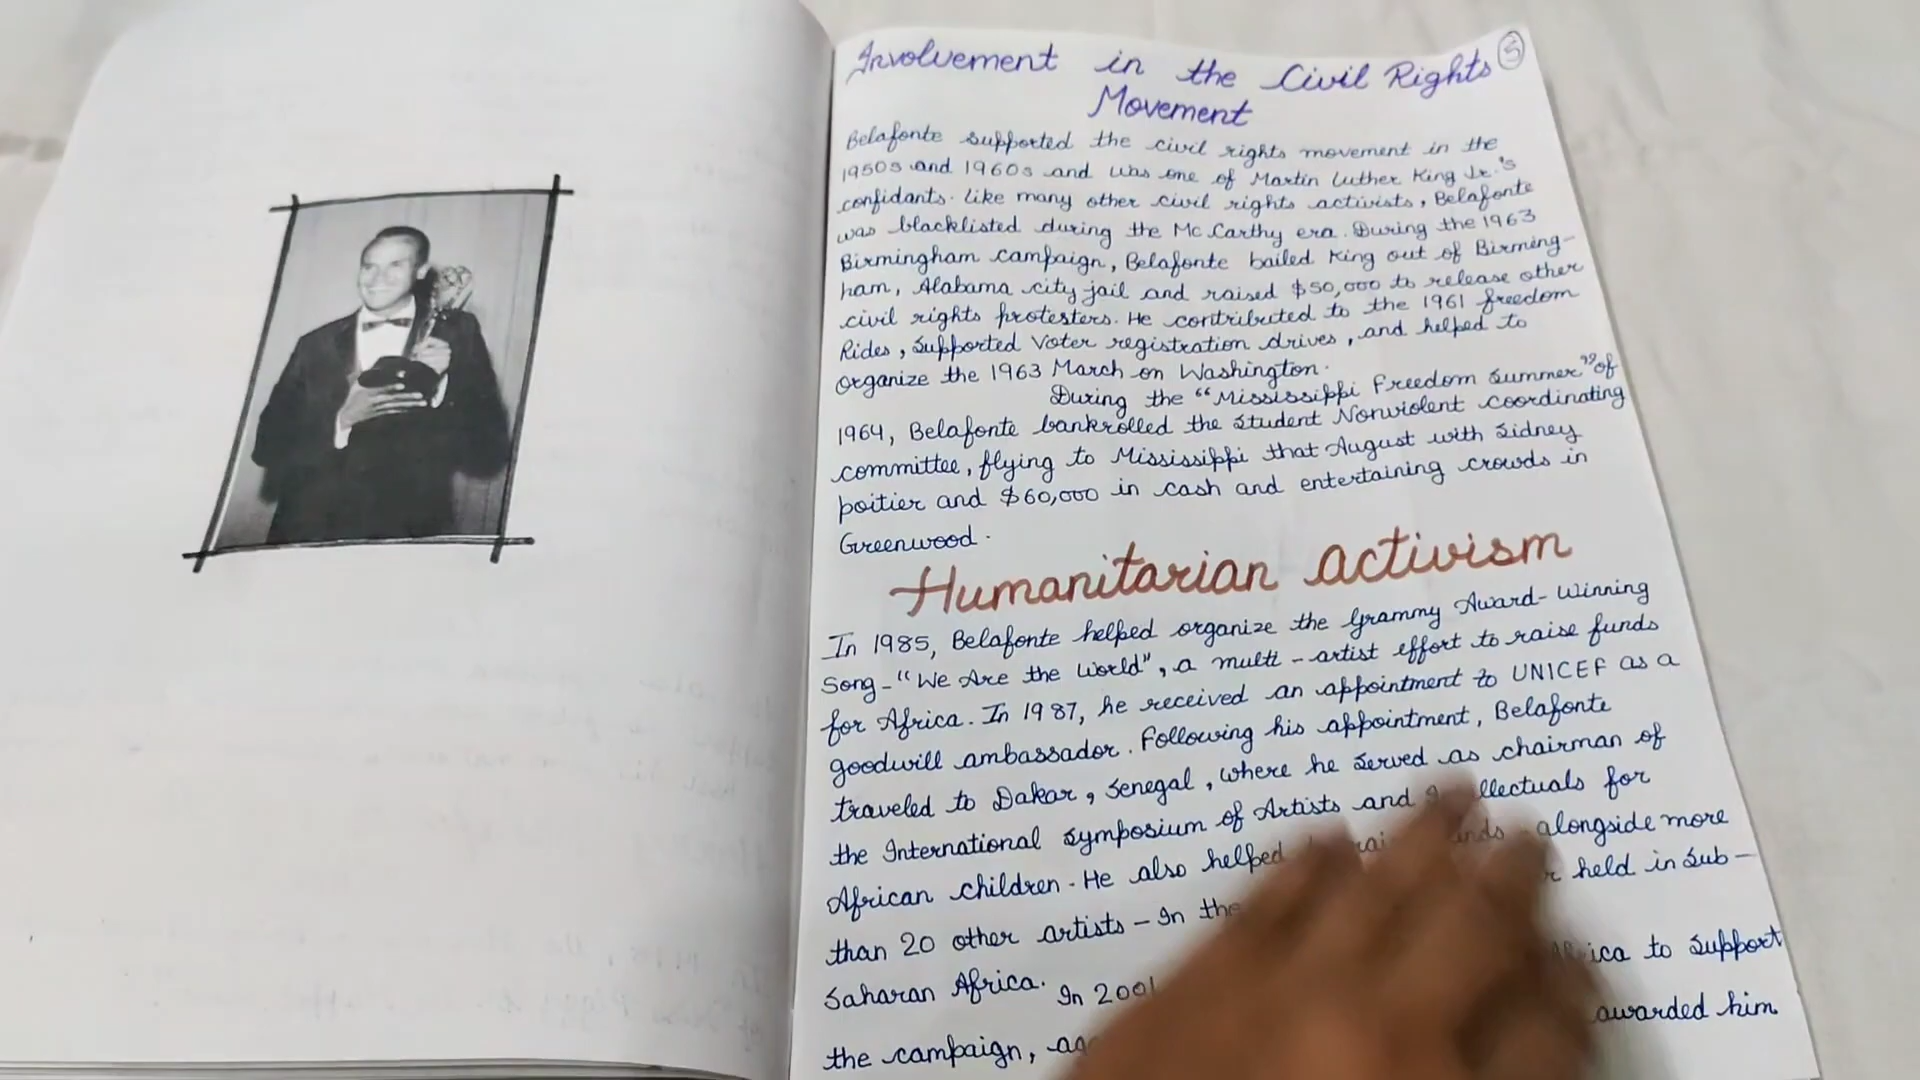 Involvement in the Civil Rights
5
Movement
Belafonte supported the civil rights movement in the
1950s and 1960s and was one of Martin Luther King Jr.'s
confidants. like many other civil rights activists, Belafonte
was blacklisted during the Mc Carthy era. During the 1963
Birmingham campaign, Belafonte bailed King out of Birming-
ham, Alabama city jail and raised $50,000 to release other
civil rights protesters. He contributed to the 1961 freedom
Rides, supported Voter registration drives, and helped to
organize the 1963 March on Washington.
During the "Mississippi Freedom Summer" of
1964, Belafonte bankrolled the Student Nonviolent coordinating
committee, flying to Mississippi that August with Sidney
poitier and $60,000 in cash and entertaining crowds in
Greenwood.
Humanitarian activism
In 1985, Belafonte helped organize the Grammy Award-Winning
Song-"We Are the World", a multi-artist effort to raise funds
for Africa. In 1987, he received an appointment to UNICEF as a
goodwill ambassador. Following his appointment, Belafonte
traveled to Dakar, Senegal, where he served as chairman of
the International Symposium of Artists and for
African children. He also helped alongside more
than 20 other artists - In the held in Sub-
Saharan Africa. In 2001 to support
the campaign, awarded him